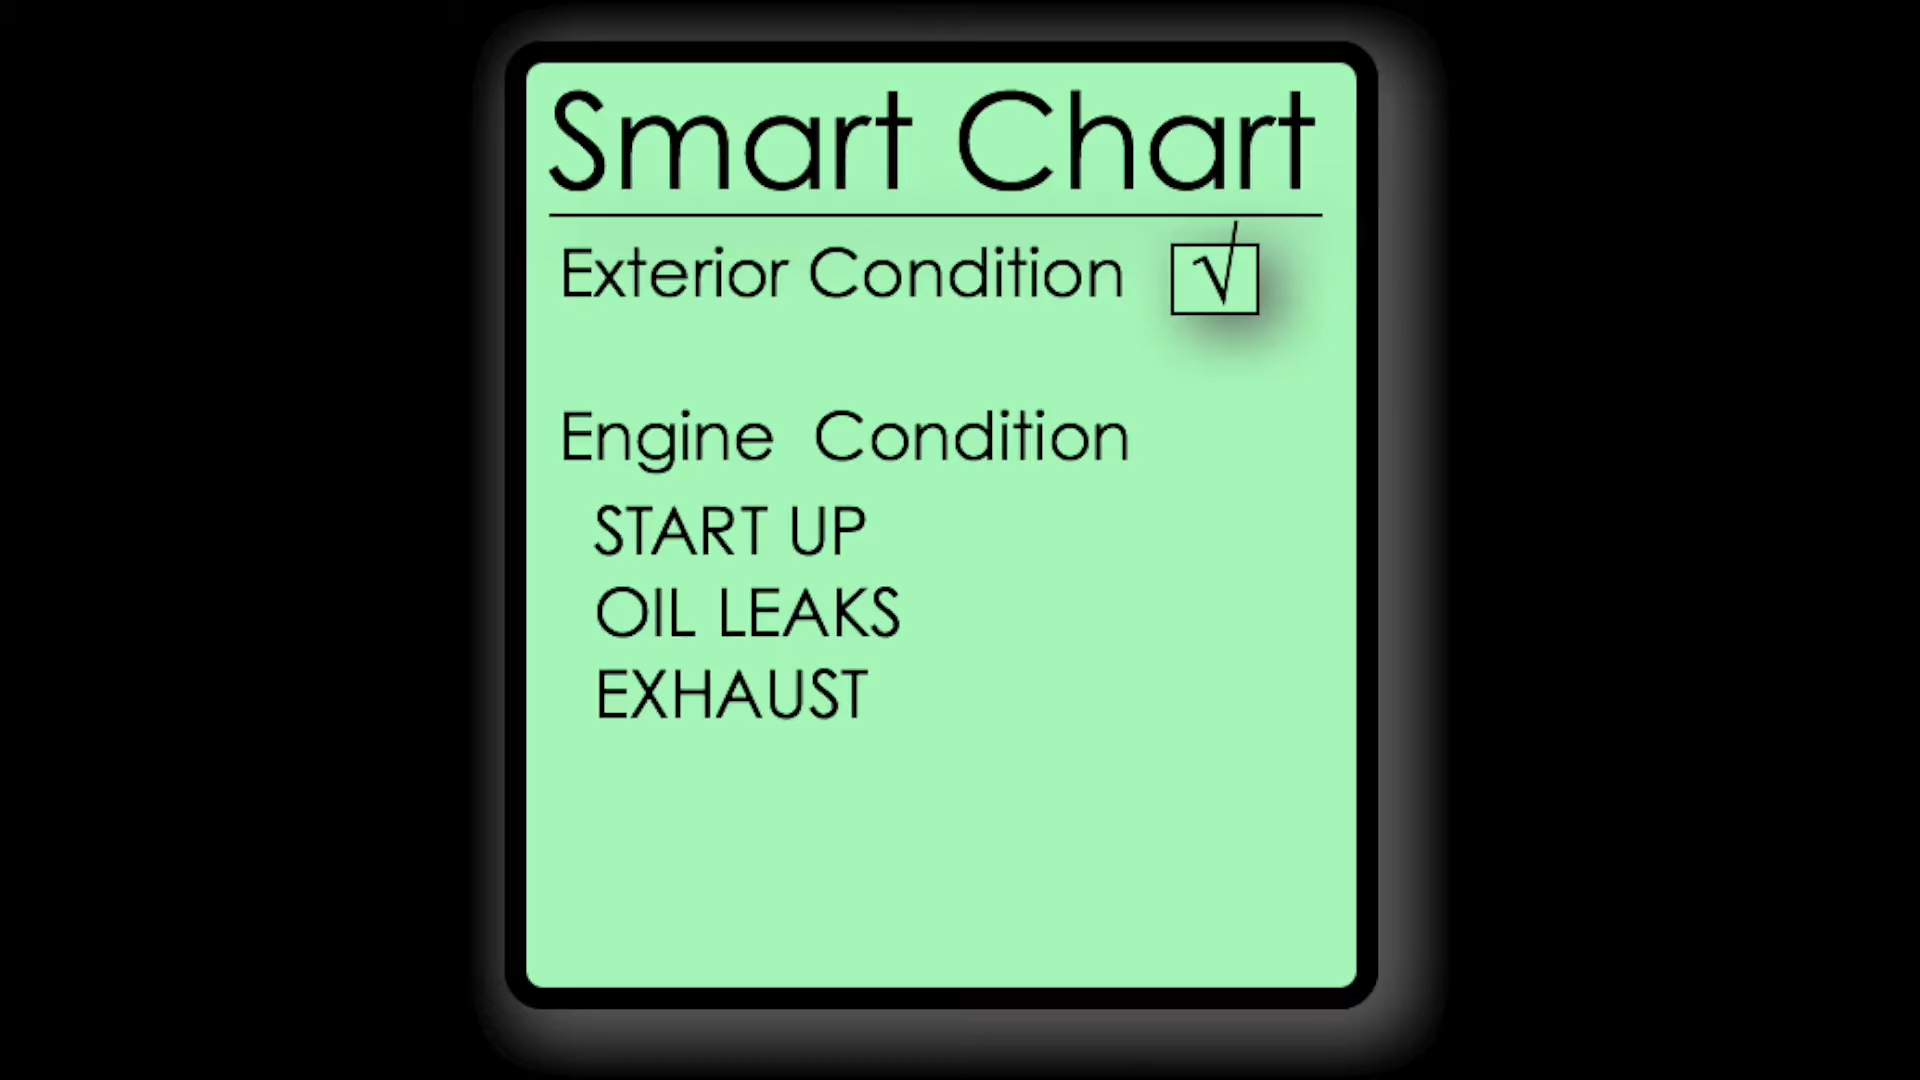 Smart Chart
Exterior Condition √
Engine Condition
START UP
OIL LEAKS
EXHAUST